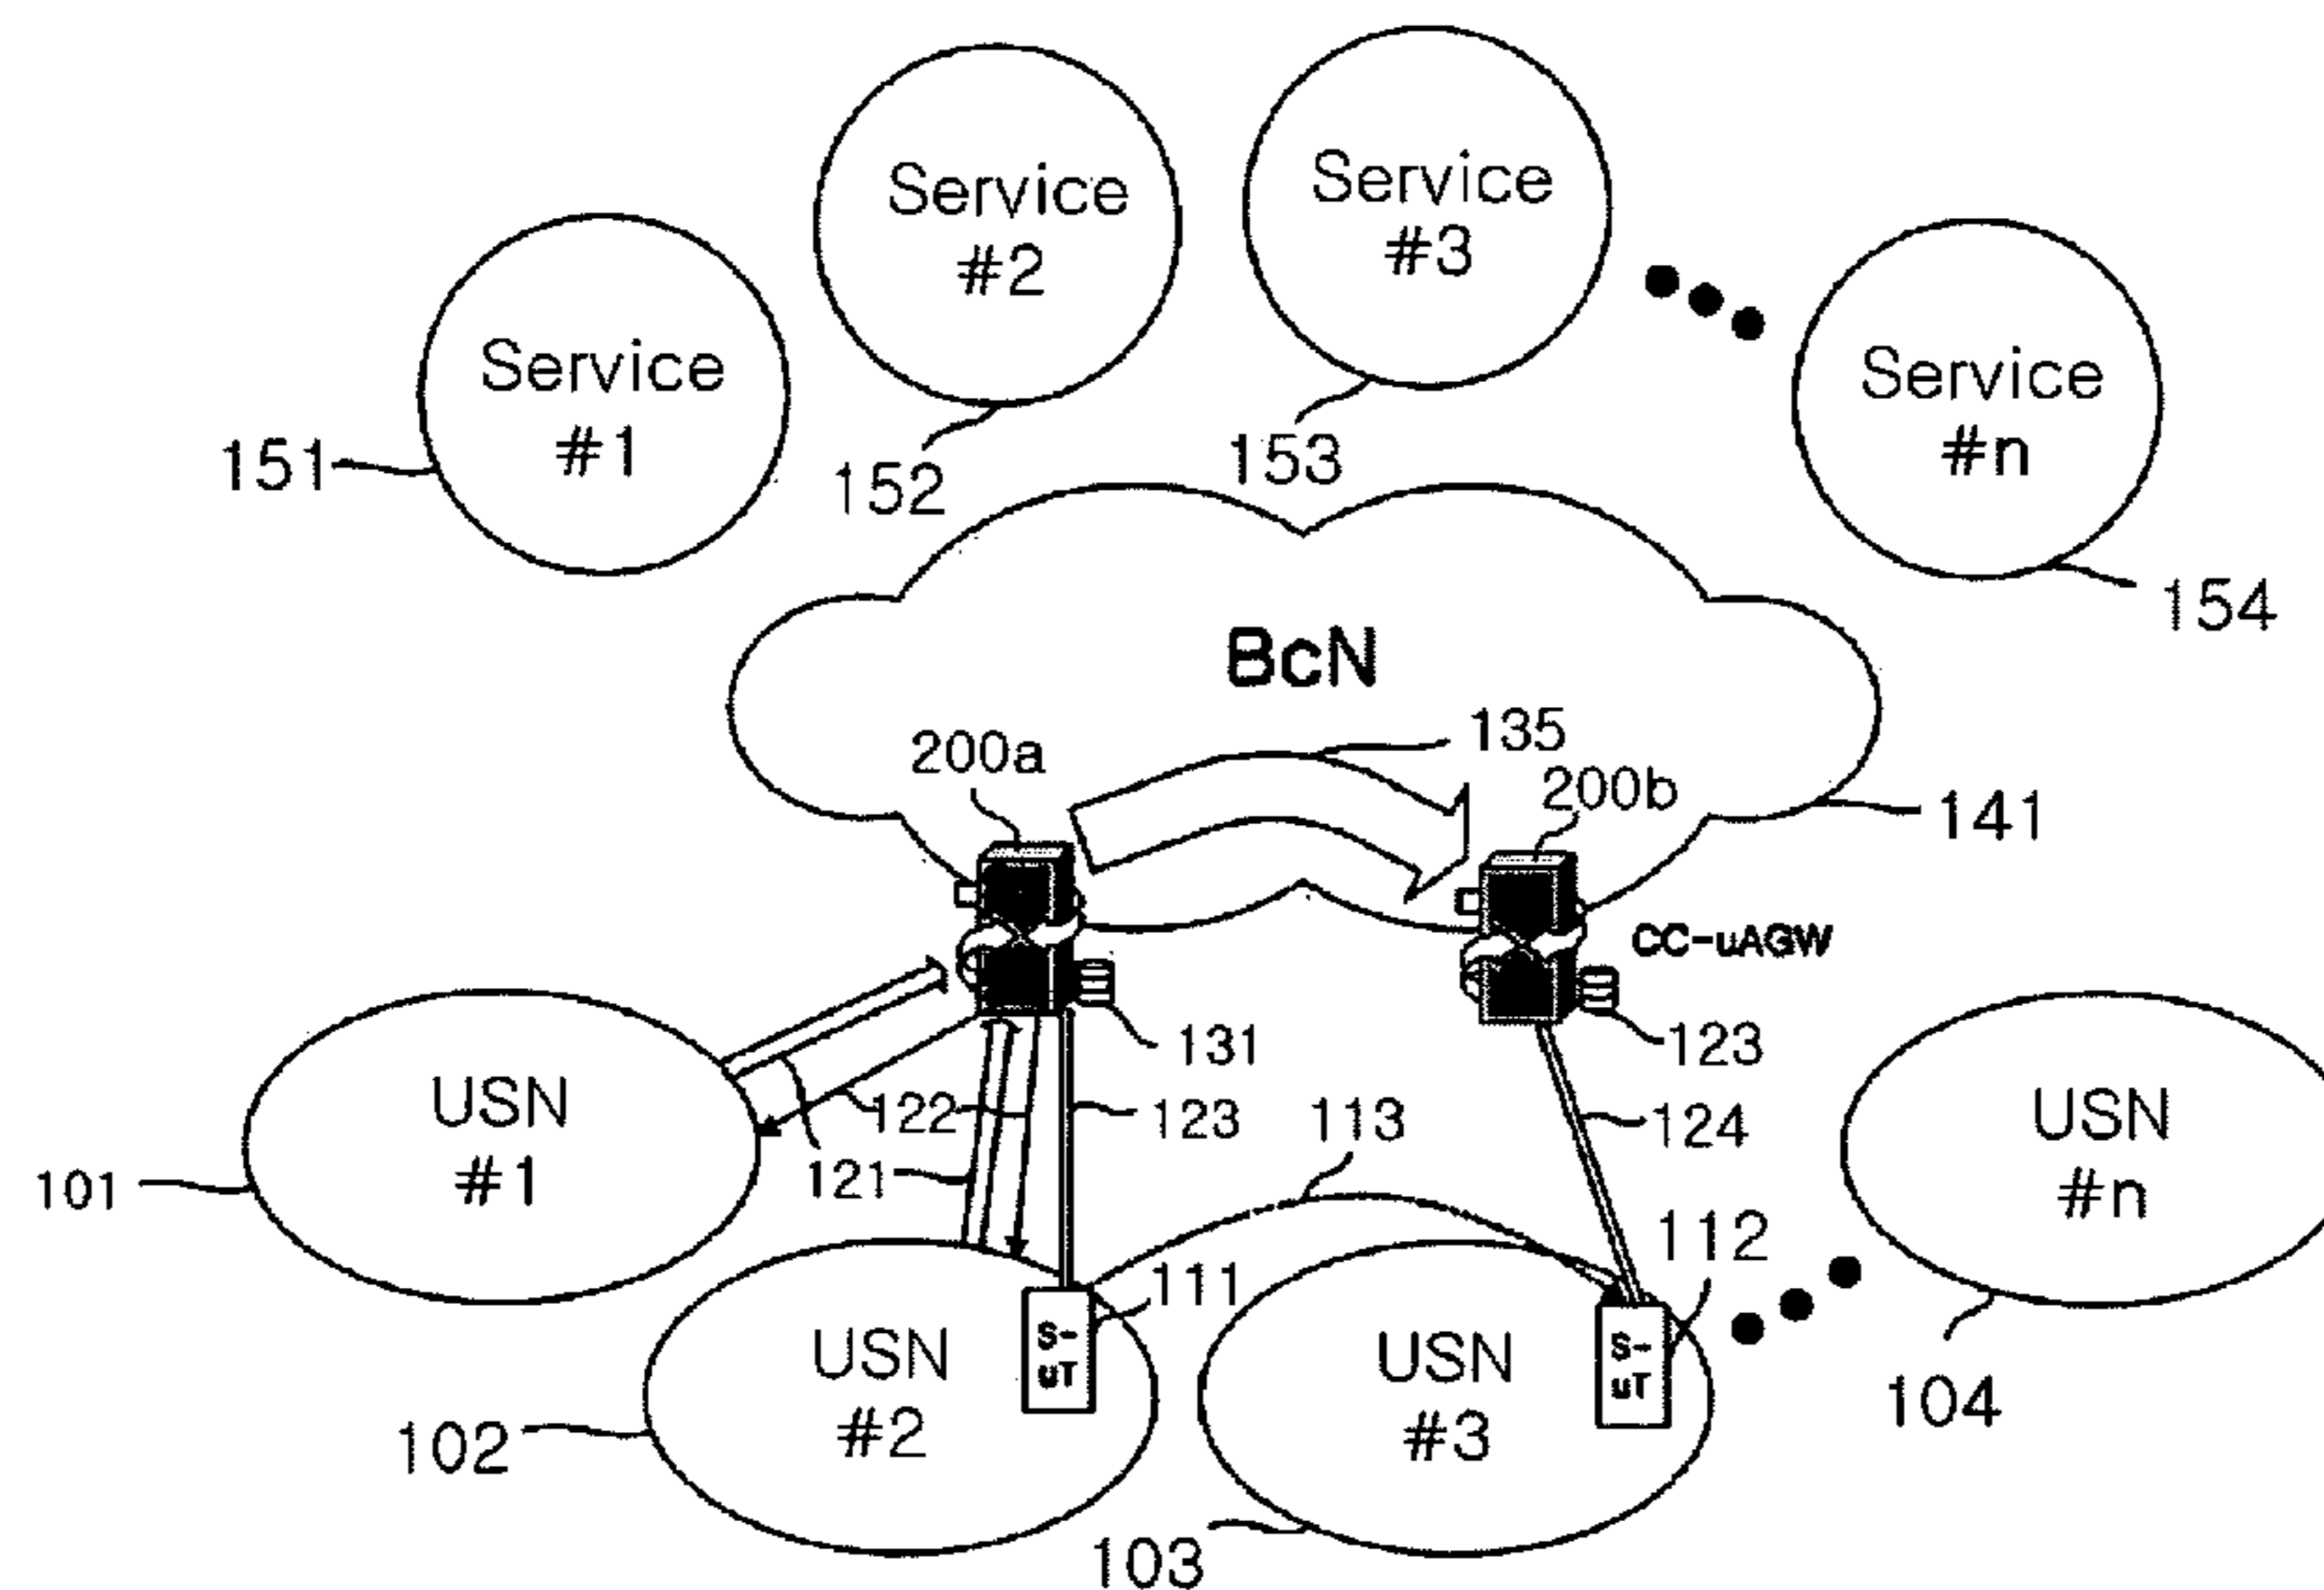 Service
#1
Service
#2
Service
#3
Service
#n
151
152
153
154
BcN
200a
135
200b
141
CC-uAGW
131
123
USN
#1
122
123
113
124
USN
#n
101
121
111
112
USN
#2
S-
uT
USN
#3
S-
uT
102
103
104